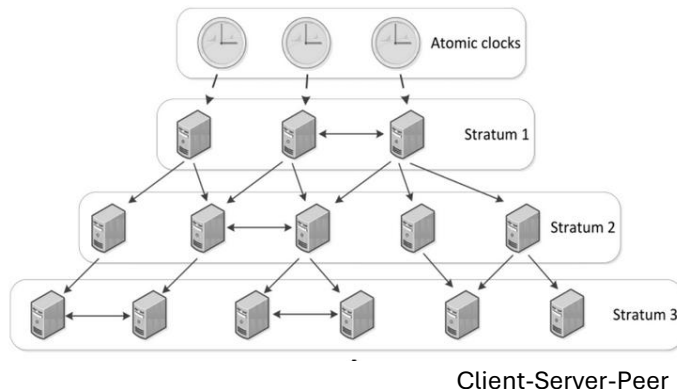 Atomic clocks
Stratum 1
Stratum 2
Stratum 3
Client-Server-Peer